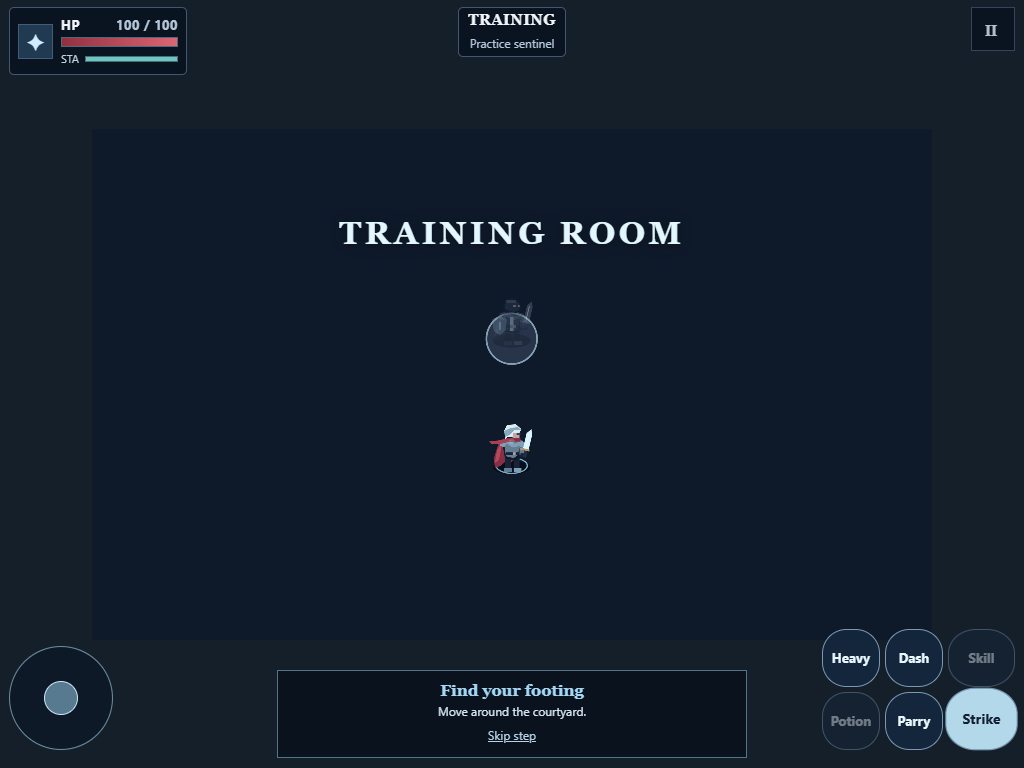 HP 100 / 100
STA
TRAINING
Practice sentinel
II
TRAINING ROOM
Heavy
Dash
Skill
Potion
Parry
Strike
Find your footing
Move around the courtyard.
Skip step